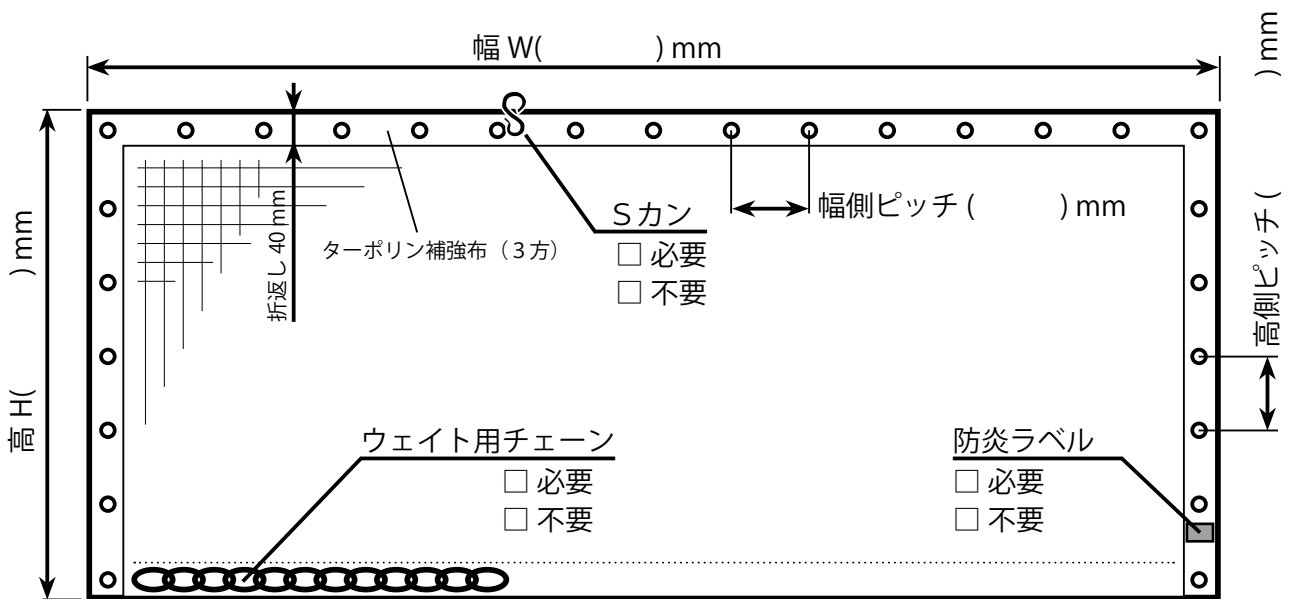 幅 W(　　　) mm
Ｓカン
□ 必要
□ 不要
幅側ピッチ (　　　) mm
ターポリン補強布（３方）
折返し 40 mm
高 H(　　　) mm
高側ピッチ (　　　) mm
ウェイト用チェーン
□ 必要
□ 不要
防炎ラベル
□ 必要
□ 不要